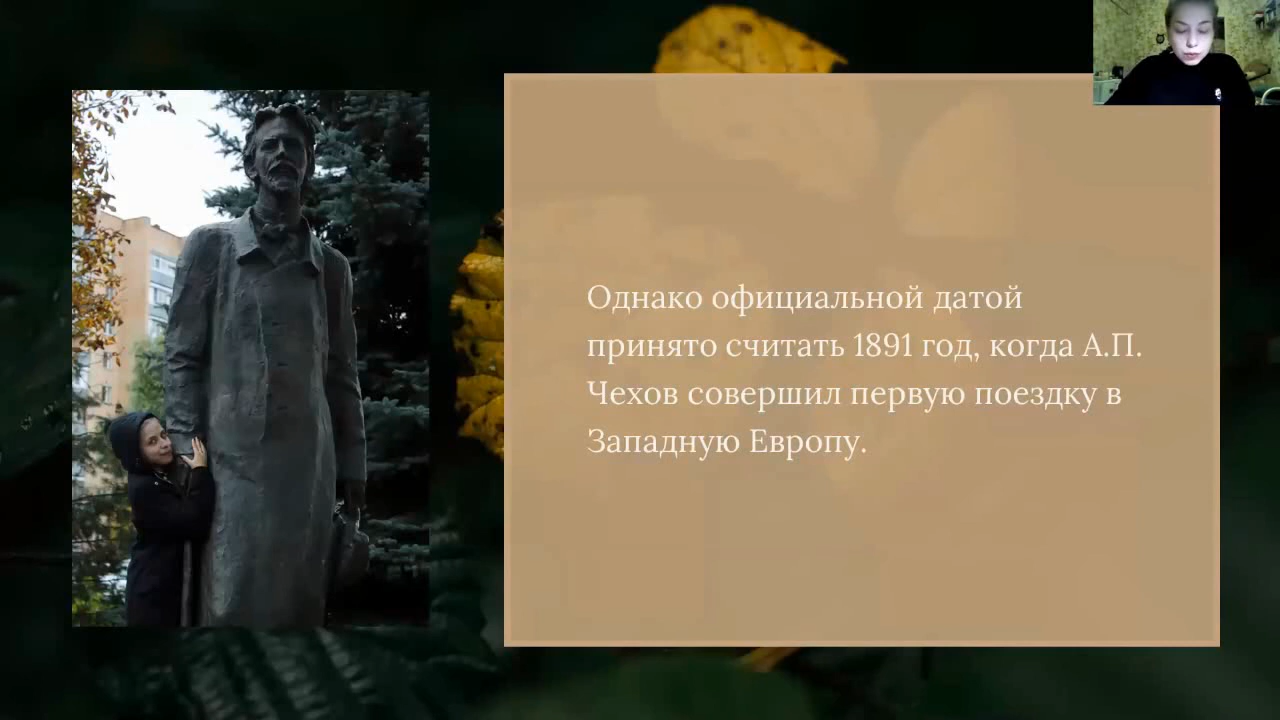 Однако официальной датой
принято считать 1891 год, когда А.П.
Чехов совершил первую поездку в
Западную Европу.